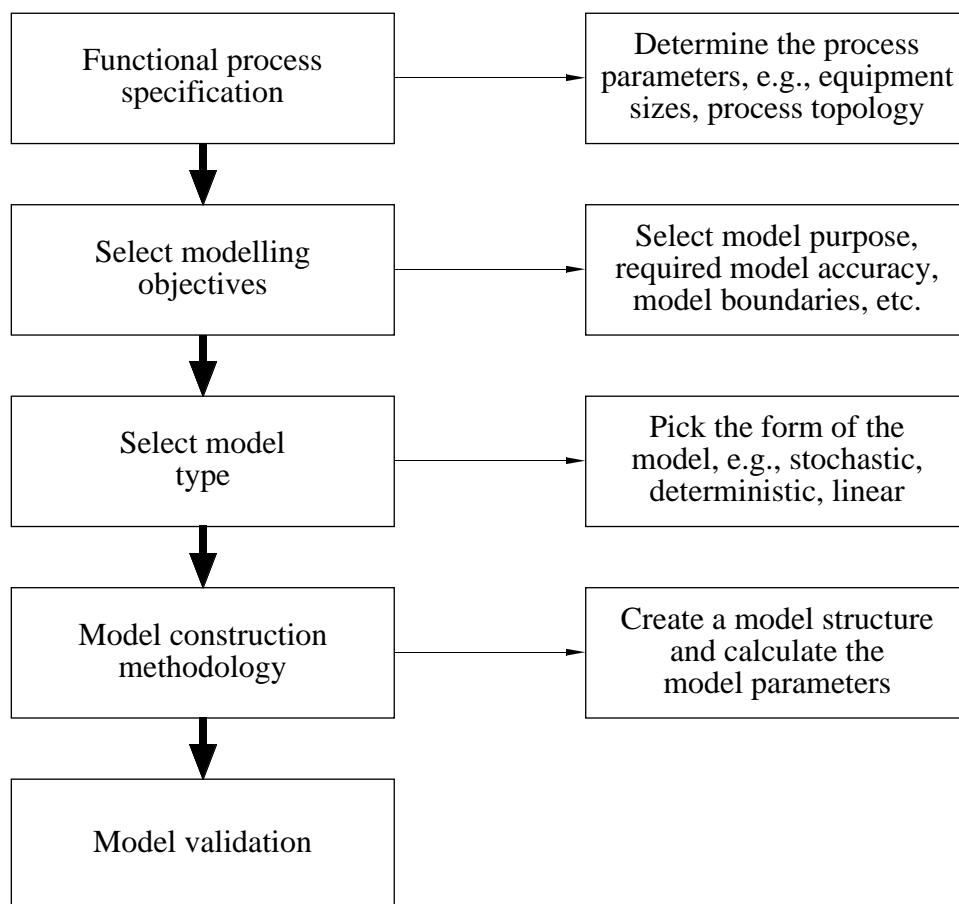 Functional process
specification
Determine the process
parameters, e.g., equipment
sizes, process topology
Select modelling
objectives
Select model purpose,
required model accuracy,
model boundaries, etc.
Select model
type
Pick the form of the
model, e.g., stochastic,
deterministic, linear
Model construction
methodology
Create a model structure
and calculate the
model parameters
Model validation